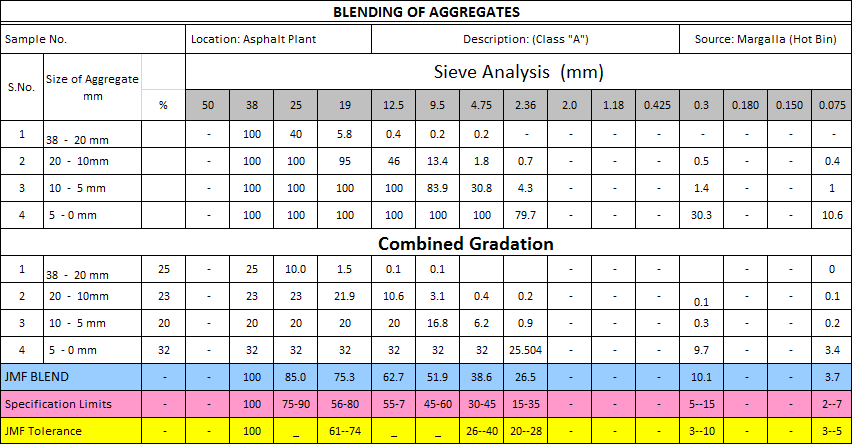 BLENDING OF AGGREGATES
Sample No. Location: Asphalt Plant Description: (Class "A") Source: Margalla (Hot Bin)
S.No. Size of Aggregate mm % Sieve Analysis (mm)
50 38 25 19 12.5 9.5 4.75 2.36 2.0 1.18 0.425 0.3 0.180 0.150 0.075
1 38 - 20 mm - 100 40 5.8 0.4 0.2 0.2 - - - - - - - -
2 20 - 10mm - 100 100 95 46 13.4 1.8 0.7 - - - 0.5 - - 0.4
3 10 - 5 mm - 100 100 100 100 83.9 30.8 4.3 - - - 1.4 - - 1
4 5 - 0 mm - 100 100 100 100 100 100 79.7 - - - 30.3 - - 10.6
Combined Gradation
1 38 - 20 mm 25 - 25 10.0 1.5 0.1 0.1 - - - - - 0
2 20 - 10mm 23 - 23 23 21.9 10.6 3.1 0.4 0.2 - - - 0.1 - - 0.1
3 10 - 5 mm 20 - 20 20 20 20 16.8 6.2 0.9 - - - 0.3 - - 0.2
4 5 - 0 mm 32 - 32 32 32 32 32 32 25.504 - - - 9.7 - - 3.4
JMF BLEND - - 100 85.0 75.3 62.7 51.9 38.6 26.5 - - - 10.1 - - 3.7
Specification Limits - - 100 75-90 56-80 55-7 45-60 30-45 15-35 - - - 5--15 - - 2--7
JMF Tolerance - - 100 _ 61--74 _ _ 26--40 20--28 - - - 3--10 - - 3--5